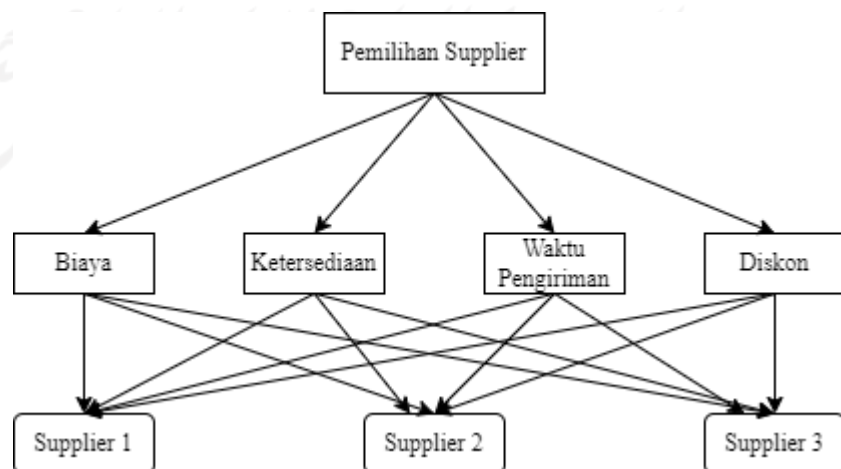 Pemilihan Supplier
Biaya
Ketersediaan
Waktu
Pengiriman
Diskon
Supplier 1
Supplier 2
Supplier 3